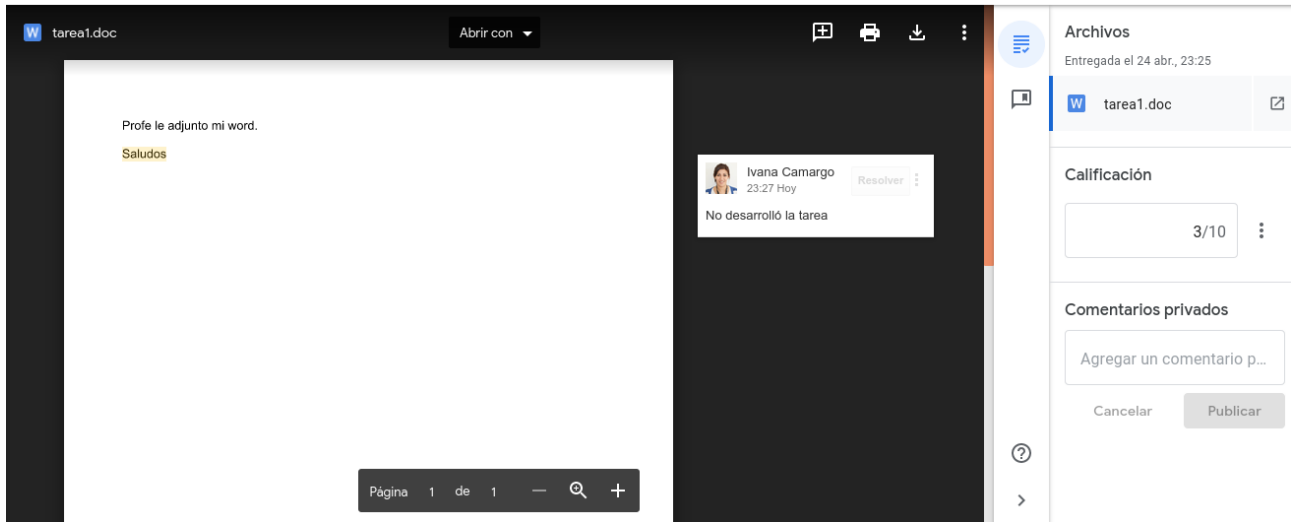 W tarea1.doc
Abrir con
Profe le adjunto mi word.
Saludos
Ivana Camargo
Resolver
23:27 Hoy
No desarrolló la tarea
Página 1 de 1
Archivos
Entregada el 24 abr., 23:25
W tarea1.doc
Calificación
3/10
Comentarios privados
Agregar un comentario p...
Cancelar Publicar